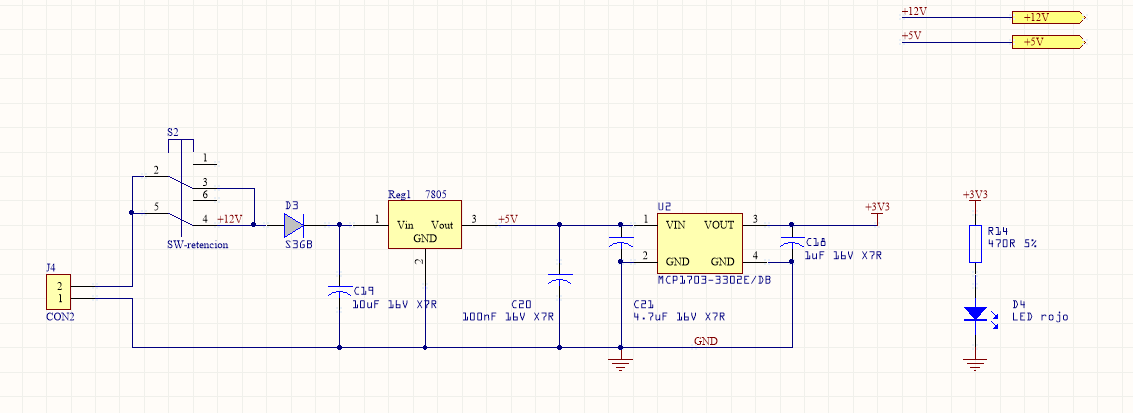 +12V
+12V
+5V
+5V
S2
1
2
3
6
5
4
+12V
SW-retencion
D3
S36B
Reg1 7805
1
Vin Vout
GND
3
2
+5V
U2
1
VIN VOUT
3
2
GND GND
4
MCP1703-3302E/DB
+3V3
C18
1uF 16V X7R
+3V3
R14
470R 5%
D4
LED rojo
J4
2
1
CON2
C19
10uF 16V X7R
C20
100nF 16V X7R
C21
4.7uF 16V X7R
GND